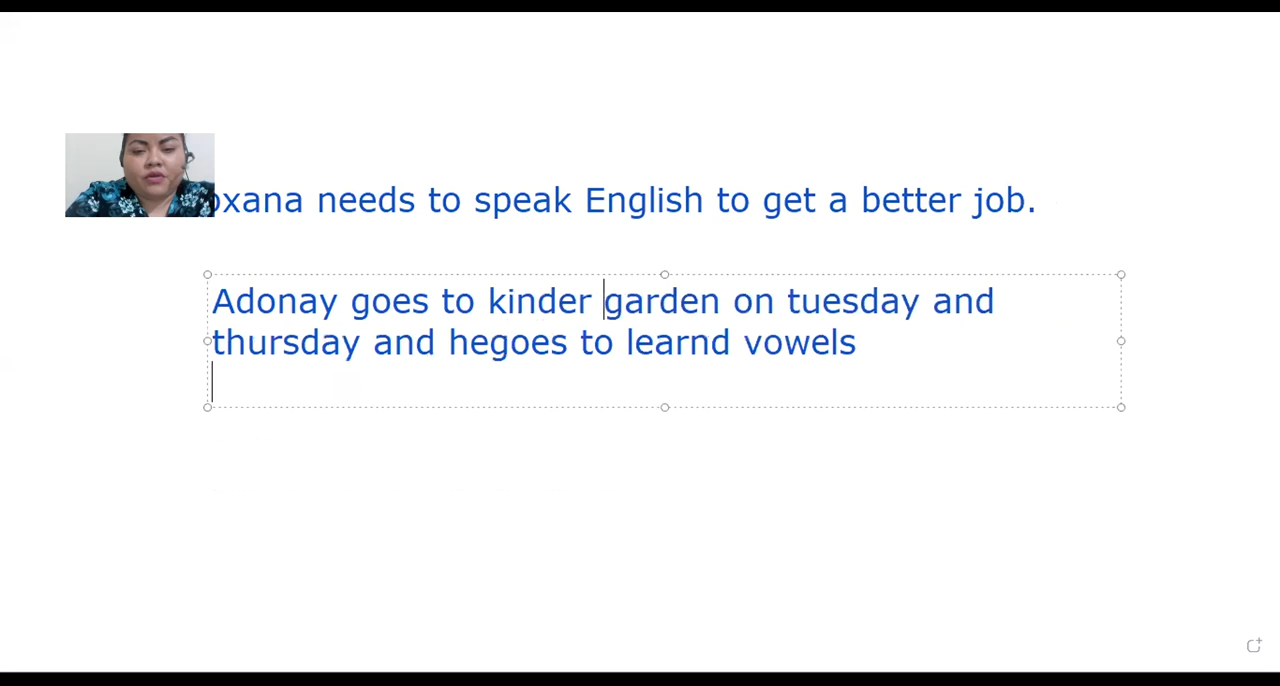 oxana needs to speak English to get a better job.
Adonay goes to kinder garden on tuesday and
thursday and hegoes to learnd vowels